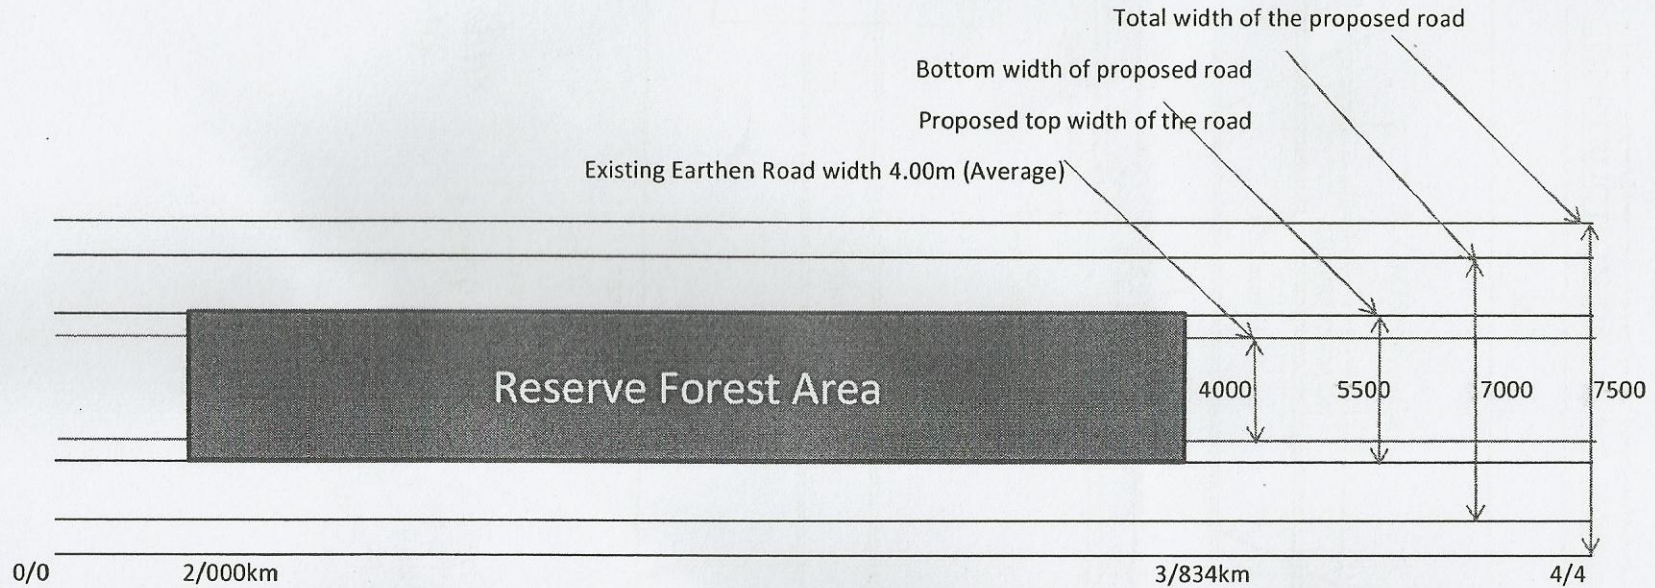 Total width of the proposed road
Bottom width of proposed road
Proposed top width of the road
Existing Earthen Road width 4.00m (Average)
Reserve Forest Area
4000 5500 7000 7500
0/0 2/000km 3/834km 4/4